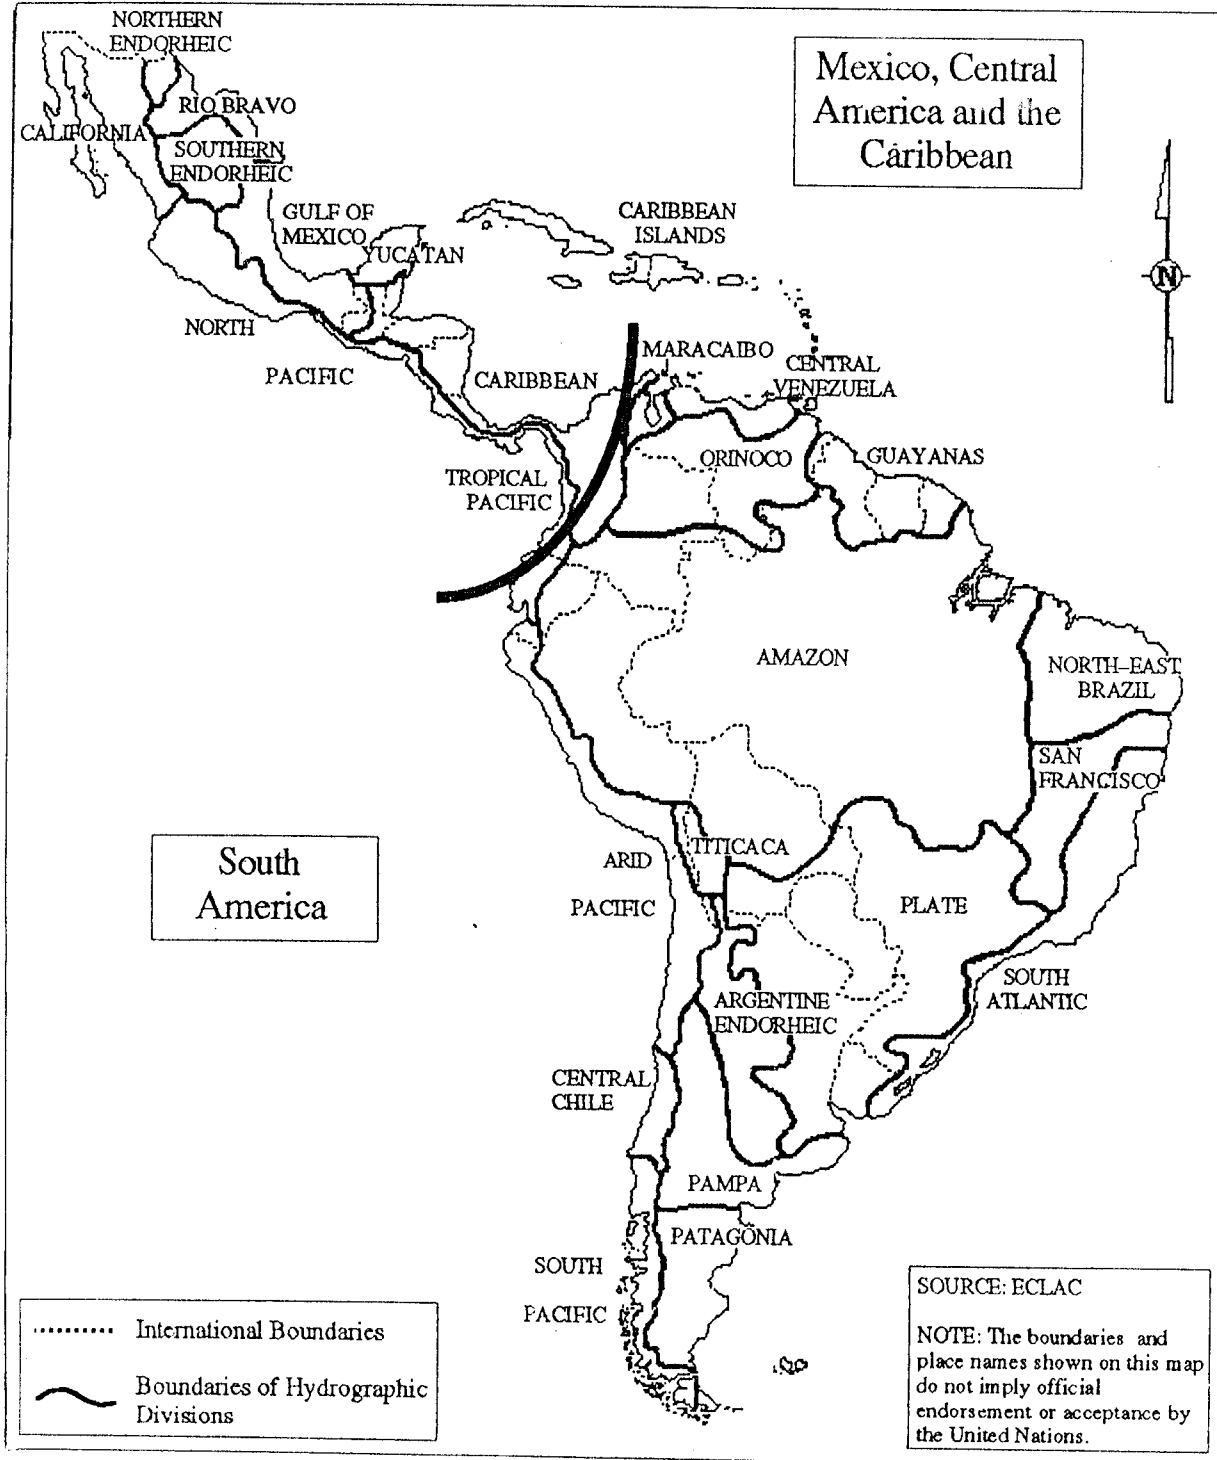 NORTHERN
ENDORHEIC
Mexico, Central
America and the
Caribbean
RIO BRAVO
CALIFORNIA
SOUTHERN
ENDORHEIC
GULF OF
MEXICO
YUCATAN
CARIBBEAN
ISLANDS
N
NORTH
PACIFIC
CARIBBEAN
MARACAIBO
CENTRAL
VENEZUELA
ORINOCO
GUAYANAS
TROPICAL
PACIFIC
AMAZON
NORTH-EAST
BRAZIL
SAN
FRANCISCO
South
America
ARID
PACIFIC
TITICACA
PLATE
SOUTH
ATLANTIC
ARGENTINE
ENDORHEIC
CENTRAL
CHILE
PAMPA
PATAGONIA
SOUTH
PACIFIC
International Boundaries
Boundaries of Hydrographic
Divisions
SOURCE: ECLAC
NOTE: The boundaries and
place names shown on this map
do not imply official
endorsement or acceptance by
the United Nations.